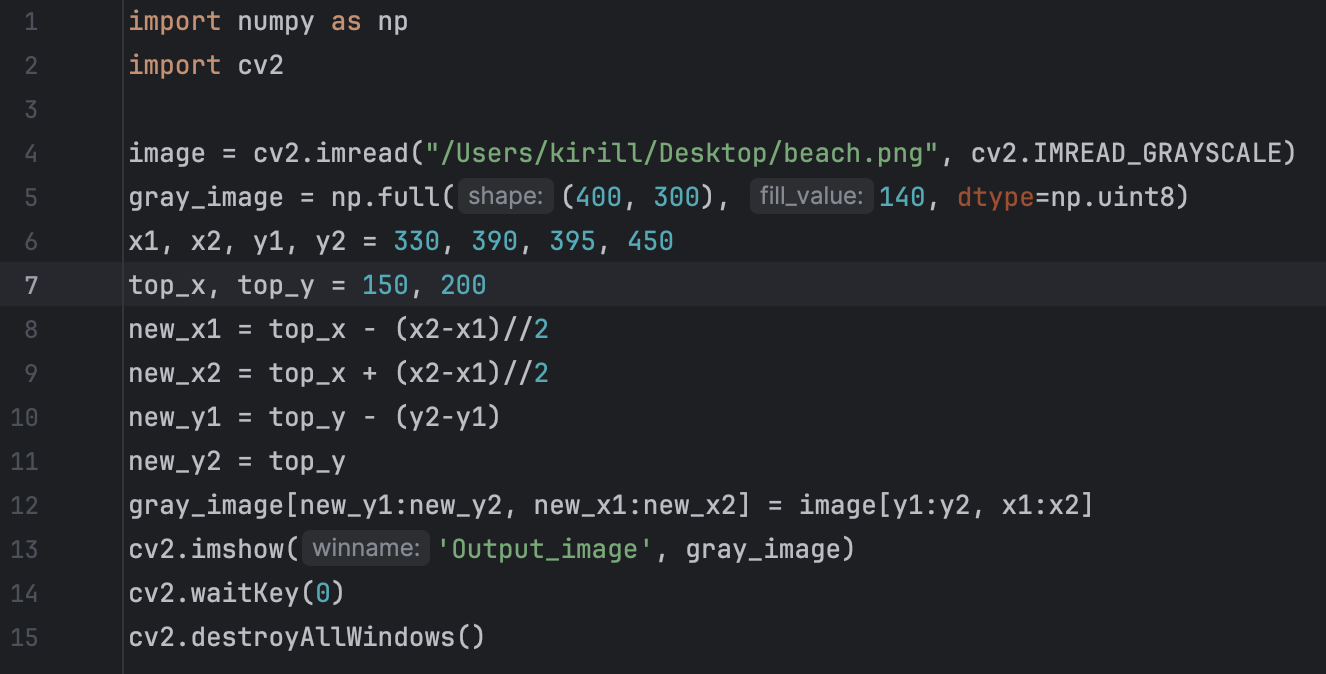 1 import numpy as np
2 import cv2
3
4 image = cv2.imread("/Users/kirill/Desktop/beach.png", cv2.IMREAD_GRAYSCALE)
5 gray_image = np.full( shape: (400, 300), fill_value: 140, dtype=np.uint8)
6 x1, x2, y1, y2 = 330, 390, 395, 450
7 top_x, top_y = 150, 200
8 new_x1 = top_x - (x2-x1)//2
9 new_x2 = top_x + (x2-x1)//2
10 new_y1 = top_y - (y2-y1)
11 new_y2 = top_y
12 gray_image[new_y1:new_y2, new_x1:new_x2] = image[y1:y2, x1:x2]
13 cv2.imshow( winname: 'Output_image', gray_image)
14 cv2.waitKey(0)
15 cv2.destroyAllWindows()